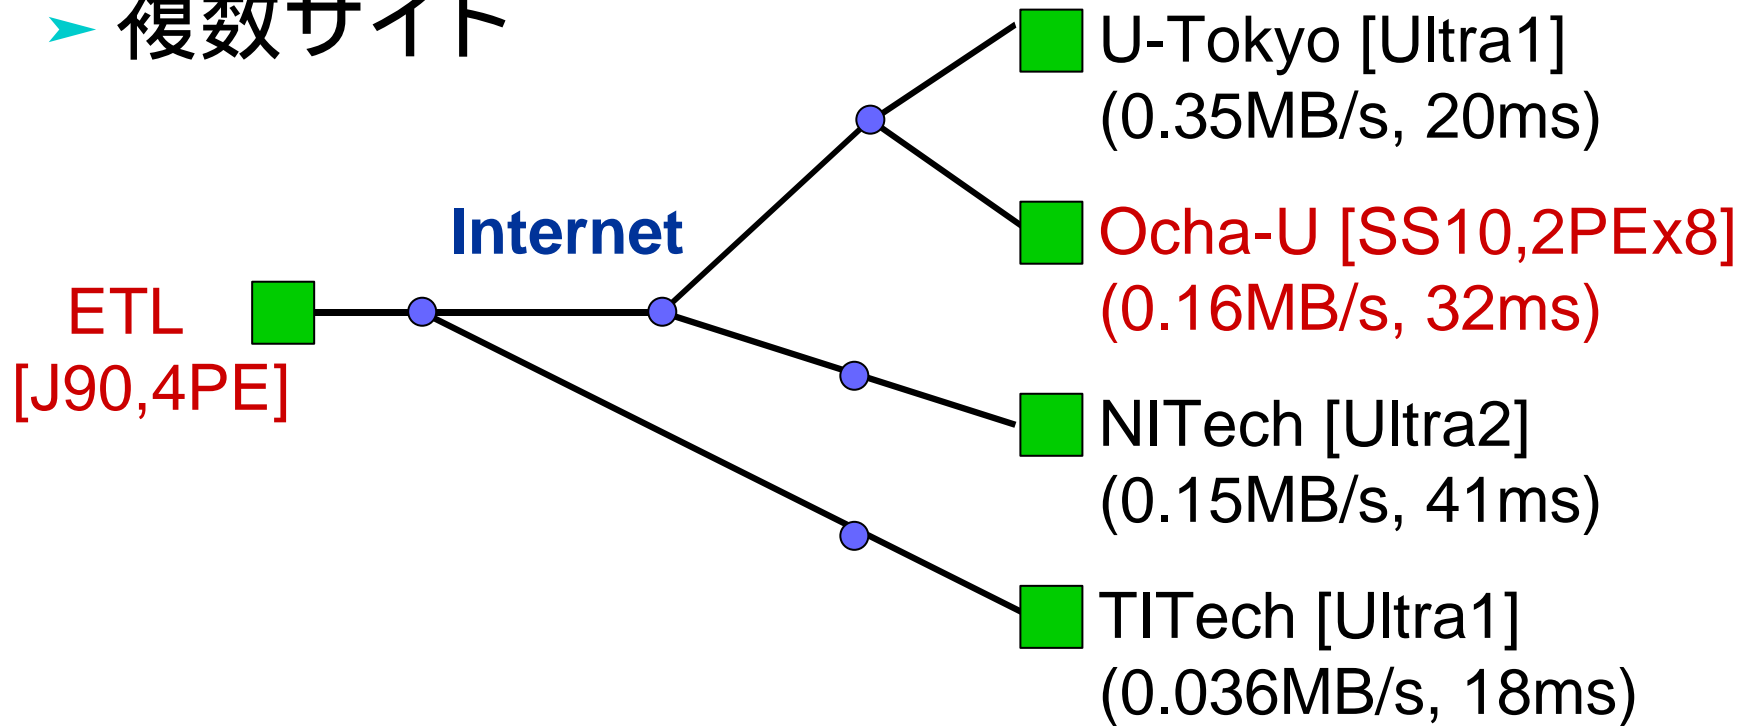 複数サイト
U-Tokyo [Ultra1]
(0.35MB/s, 20ms)
Internet
Ocha-U [SS10,2PEx8]
(0.16MB/s, 32ms)
ETL
[J90,4PE]
NITech [Ultra2]
(0.15MB/s, 41ms)
TITech [Ultra1]
(0.036MB/s, 18ms)